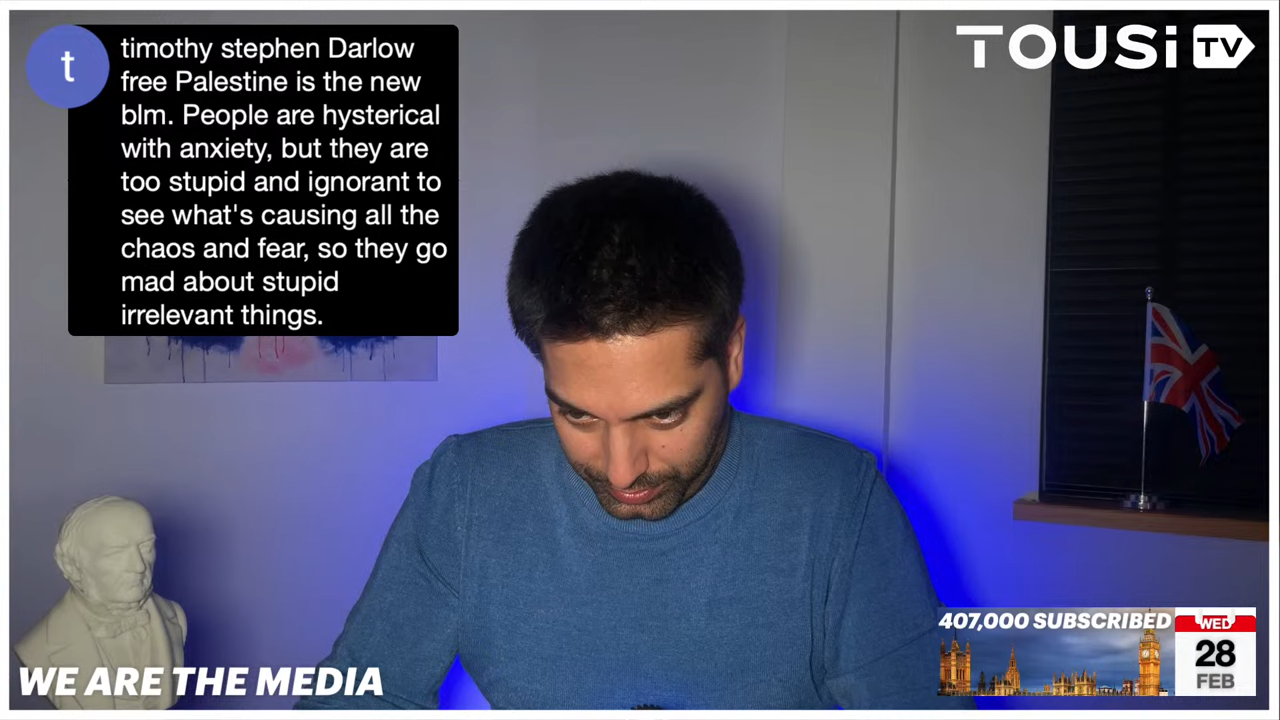 t
timothy stephen Darlow
free Palestine is the new
blm. People are hysterical
with anxiety, but they are
too stupid and ignorant to
see what's causing all the
chaos and fear, so they go
mad about stupid
irrelevant things.
TOUSi TV
WE ARE THE MEDIA
407,000 SUBSCRIBED
WED
28
FEB